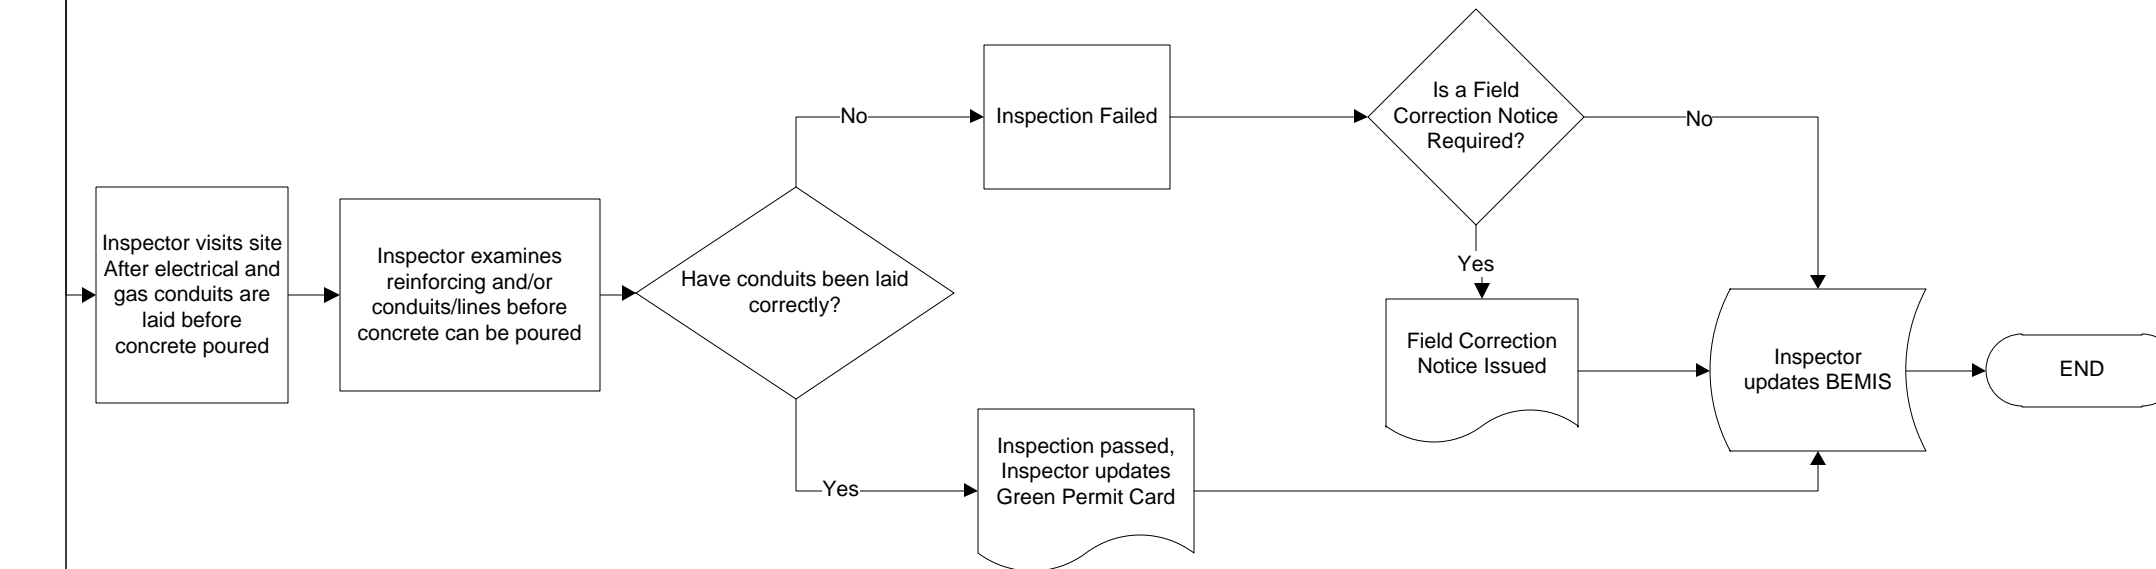 Inspector visits site
After electrical and
gas conduits are
laid before
concrete poured
Inspector examines
reinforcing and/or
conduits/lines before
concrete can be poured
Have conduits been laid
correctly?
No
Inspection Failed
Is a Field
Correction Notice
Required?
No
Yes
Field Correction
Notice Issued
Yes
Inspection passed,
Inspector updates
Green Permit Card
Inspector
updates BEMIS
END